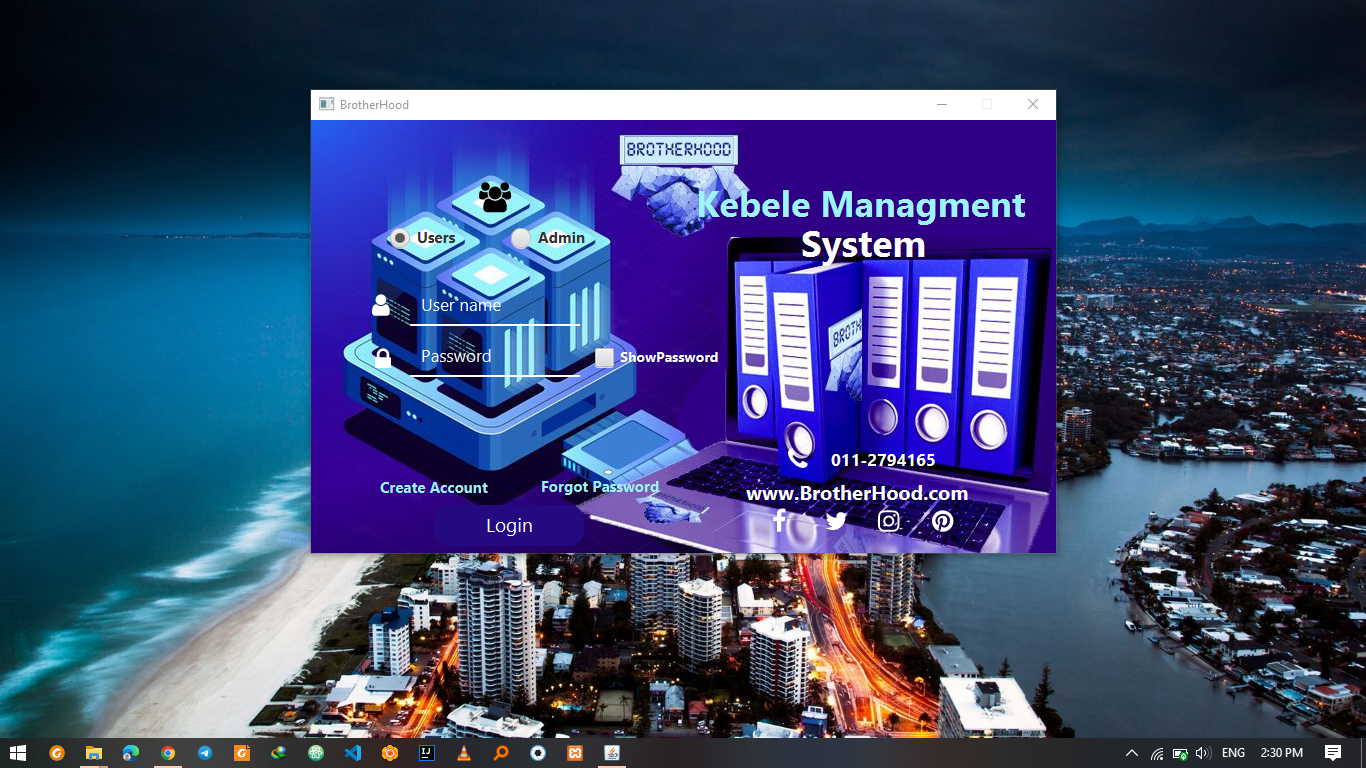 BrotherHood
BROTHERHOOD
Kebele Managment
System
Users
Admin
User name
Password
ShowPassword
011-2794165
www.BrotherHood.com
Create Account
Forgot Password
Login
ENG
2:30 PM